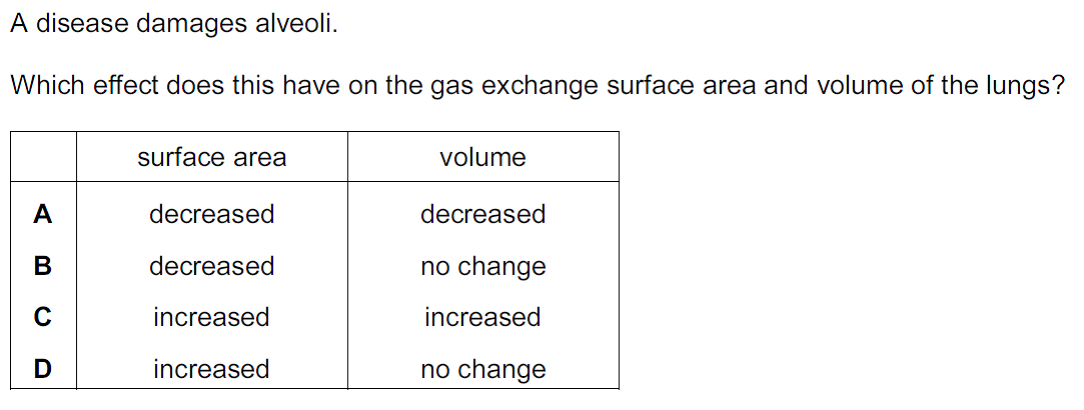 A disease damages alveoli.
Which effect does this have on the gas exchange surface area and volume of the lungs?
surface area volume
A decreased decreased
B decreased no change
C increased increased
D increased no change